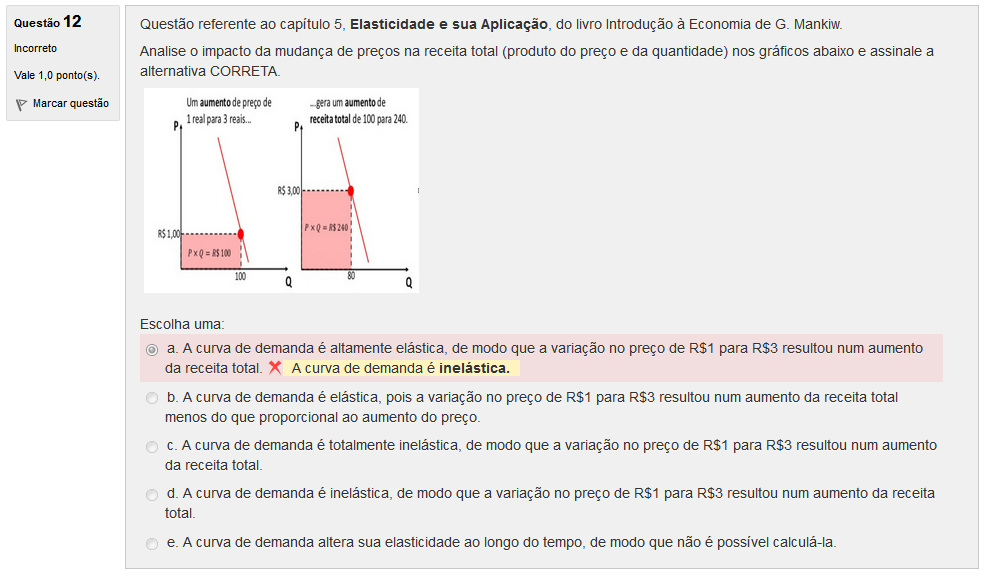 Questão 12
Incorreto
Vale 1,0 ponto(s).
Marcar questão
Questão referente ao capítulo 5, Elasticidade e sua Aplicação, do livro Introdução à Economia de G. Mankiw.
Analise o impacto da mudança de preços na receita total (produto do preço e da quantidade) nos gráficos abaixo e assinale a
alternativa CORRETA.
Um aumento de preço de
1 real para 3 reais...
P
R$ 1,00
P x Q = R$ 100
100
Q
...gera um aumento de
receita total de 100 para 240.
P
R$ 3,00
P x Q = R$ 240
80
Q
Escolha uma:
a. A curva de demanda é altamente elástica, de modo que a variação no preço de R$1 para R$3 resultou num aumento
da receita total. A curva de demanda é inelástica.
b. A curva de demanda é elástica, pois a variação no preço de R$1 para R$3 resultou num aumento da receita total
menos do que proporcional ao aumento do preço.
c. A curva de demanda é totalmente inelástica, de modo que a variação no preço de R$1 para R$3 resultou num aumento
da receita total.
d. A curva de demanda é inelástica, de modo que a variação no preço de R$1 para R$3 resultou num aumento da receita
total.
e. A curva de demanda altera sua elasticidade ao longo do tempo, de modo que não é possível calculá-la.